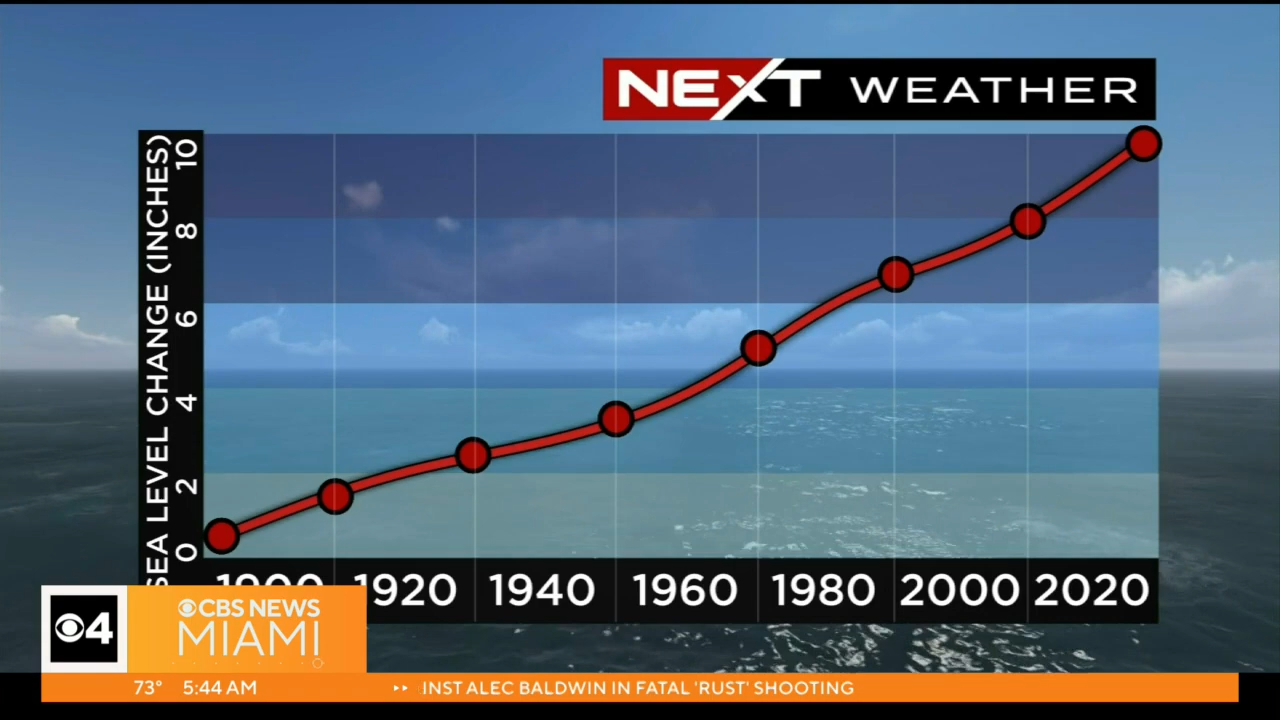 NEXT WEATHER
SEA LEVEL CHANGE (INCHES)
10
8
6
4
2
0
1900 1920 1940 1960 1980 2000 2020
4
CBS NEWS
MIAMI
73° 5:44 AM INST ALEC BALDWIN IN FATAL 'RUST' SHOOTING